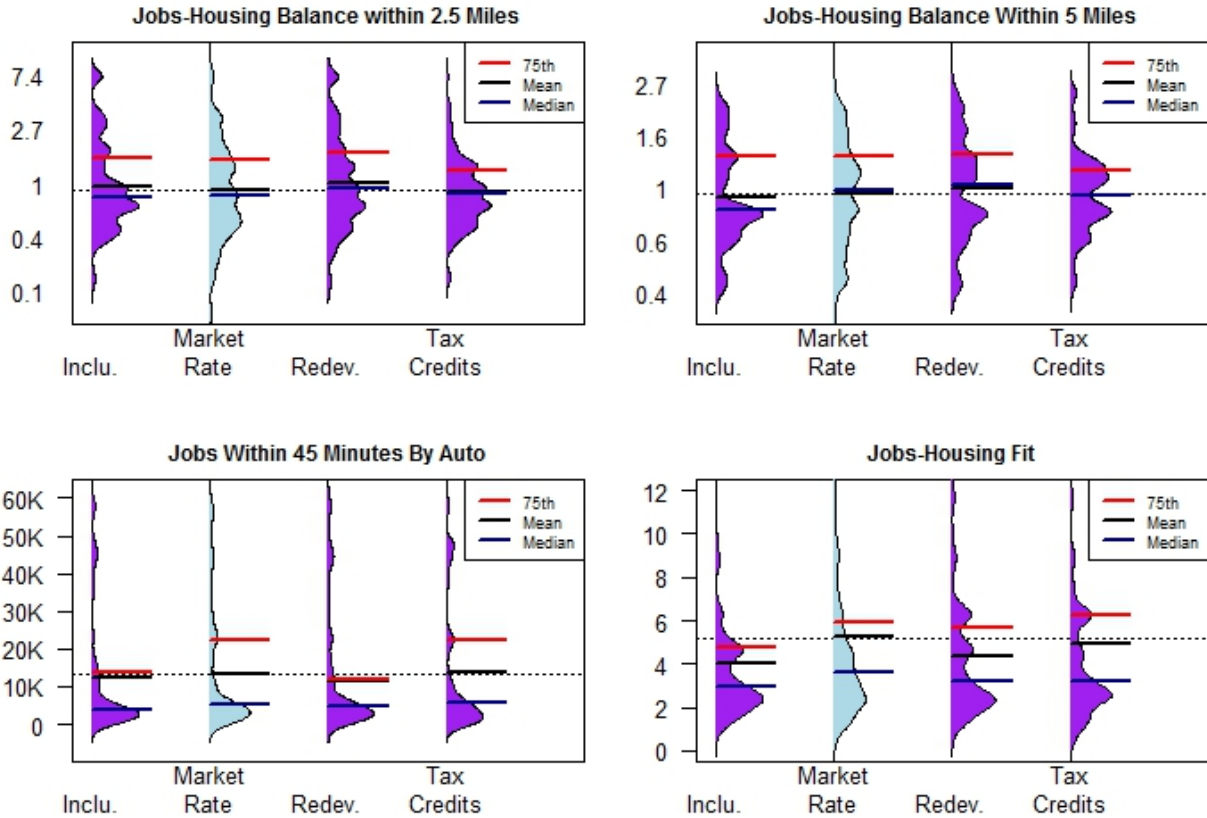 Jobs-Housing Balance within 2.5 Miles
7.4
2.7
1
0.4
0.1
75th
Mean
Median
Market
Tax
Inclu.
Rate
Redev.
Credits
Jobs-Housing Balance Within 5 Miles
2.7
1.6
1
0.6
0.4
75th
Mean
Median
Market
Tax
Inclu.
Rate
Redev.
Credits
Jobs Within 45 Minutes By Auto
60K
50K
40K
30K
20K
10K
0
75th
Mean
Median
Market
Tax
Inclu.
Rate
Redev.
Credits
Jobs-Housing Fit
12
10
8
6
4
2
0
75th
Mean
Median
Market
Tax
Inclu.
Rate
Redev.
Credits